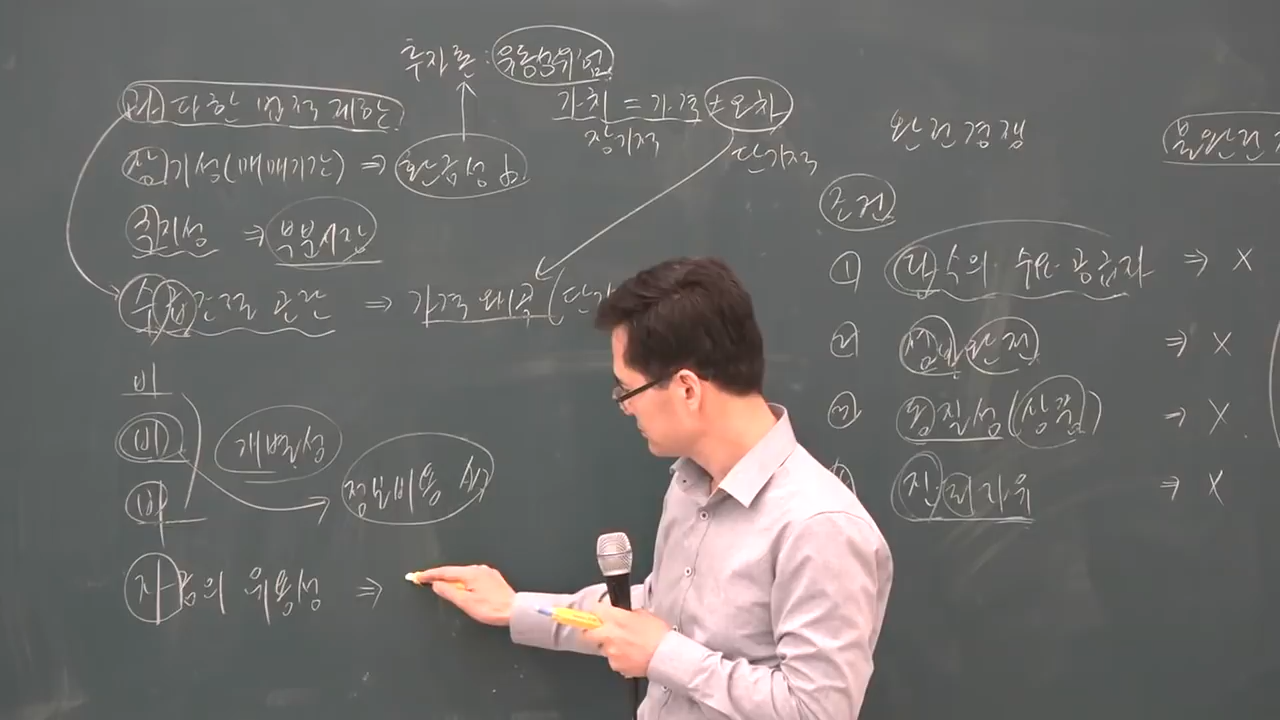 투자론 : 유동성위험
과다한 법적 제한
가치 = 가격 ± 오차
장기적
단기적
장기성(매매기간) ⇒ 환금성 ↓
국지성 ⇒ 부분시장
수급조절 곤란 ⇒ 가격 왜곡(단기
비
비
비
개별성
정보비용 수
자금의 유용성 ⇒
완전경쟁
조건
① 다수의 수요 공급자 ⇒ X
② 정보완전 ⇒ X
③ 동질성(상품) ⇒ X
진·퇴자유 ⇒ X
불완전